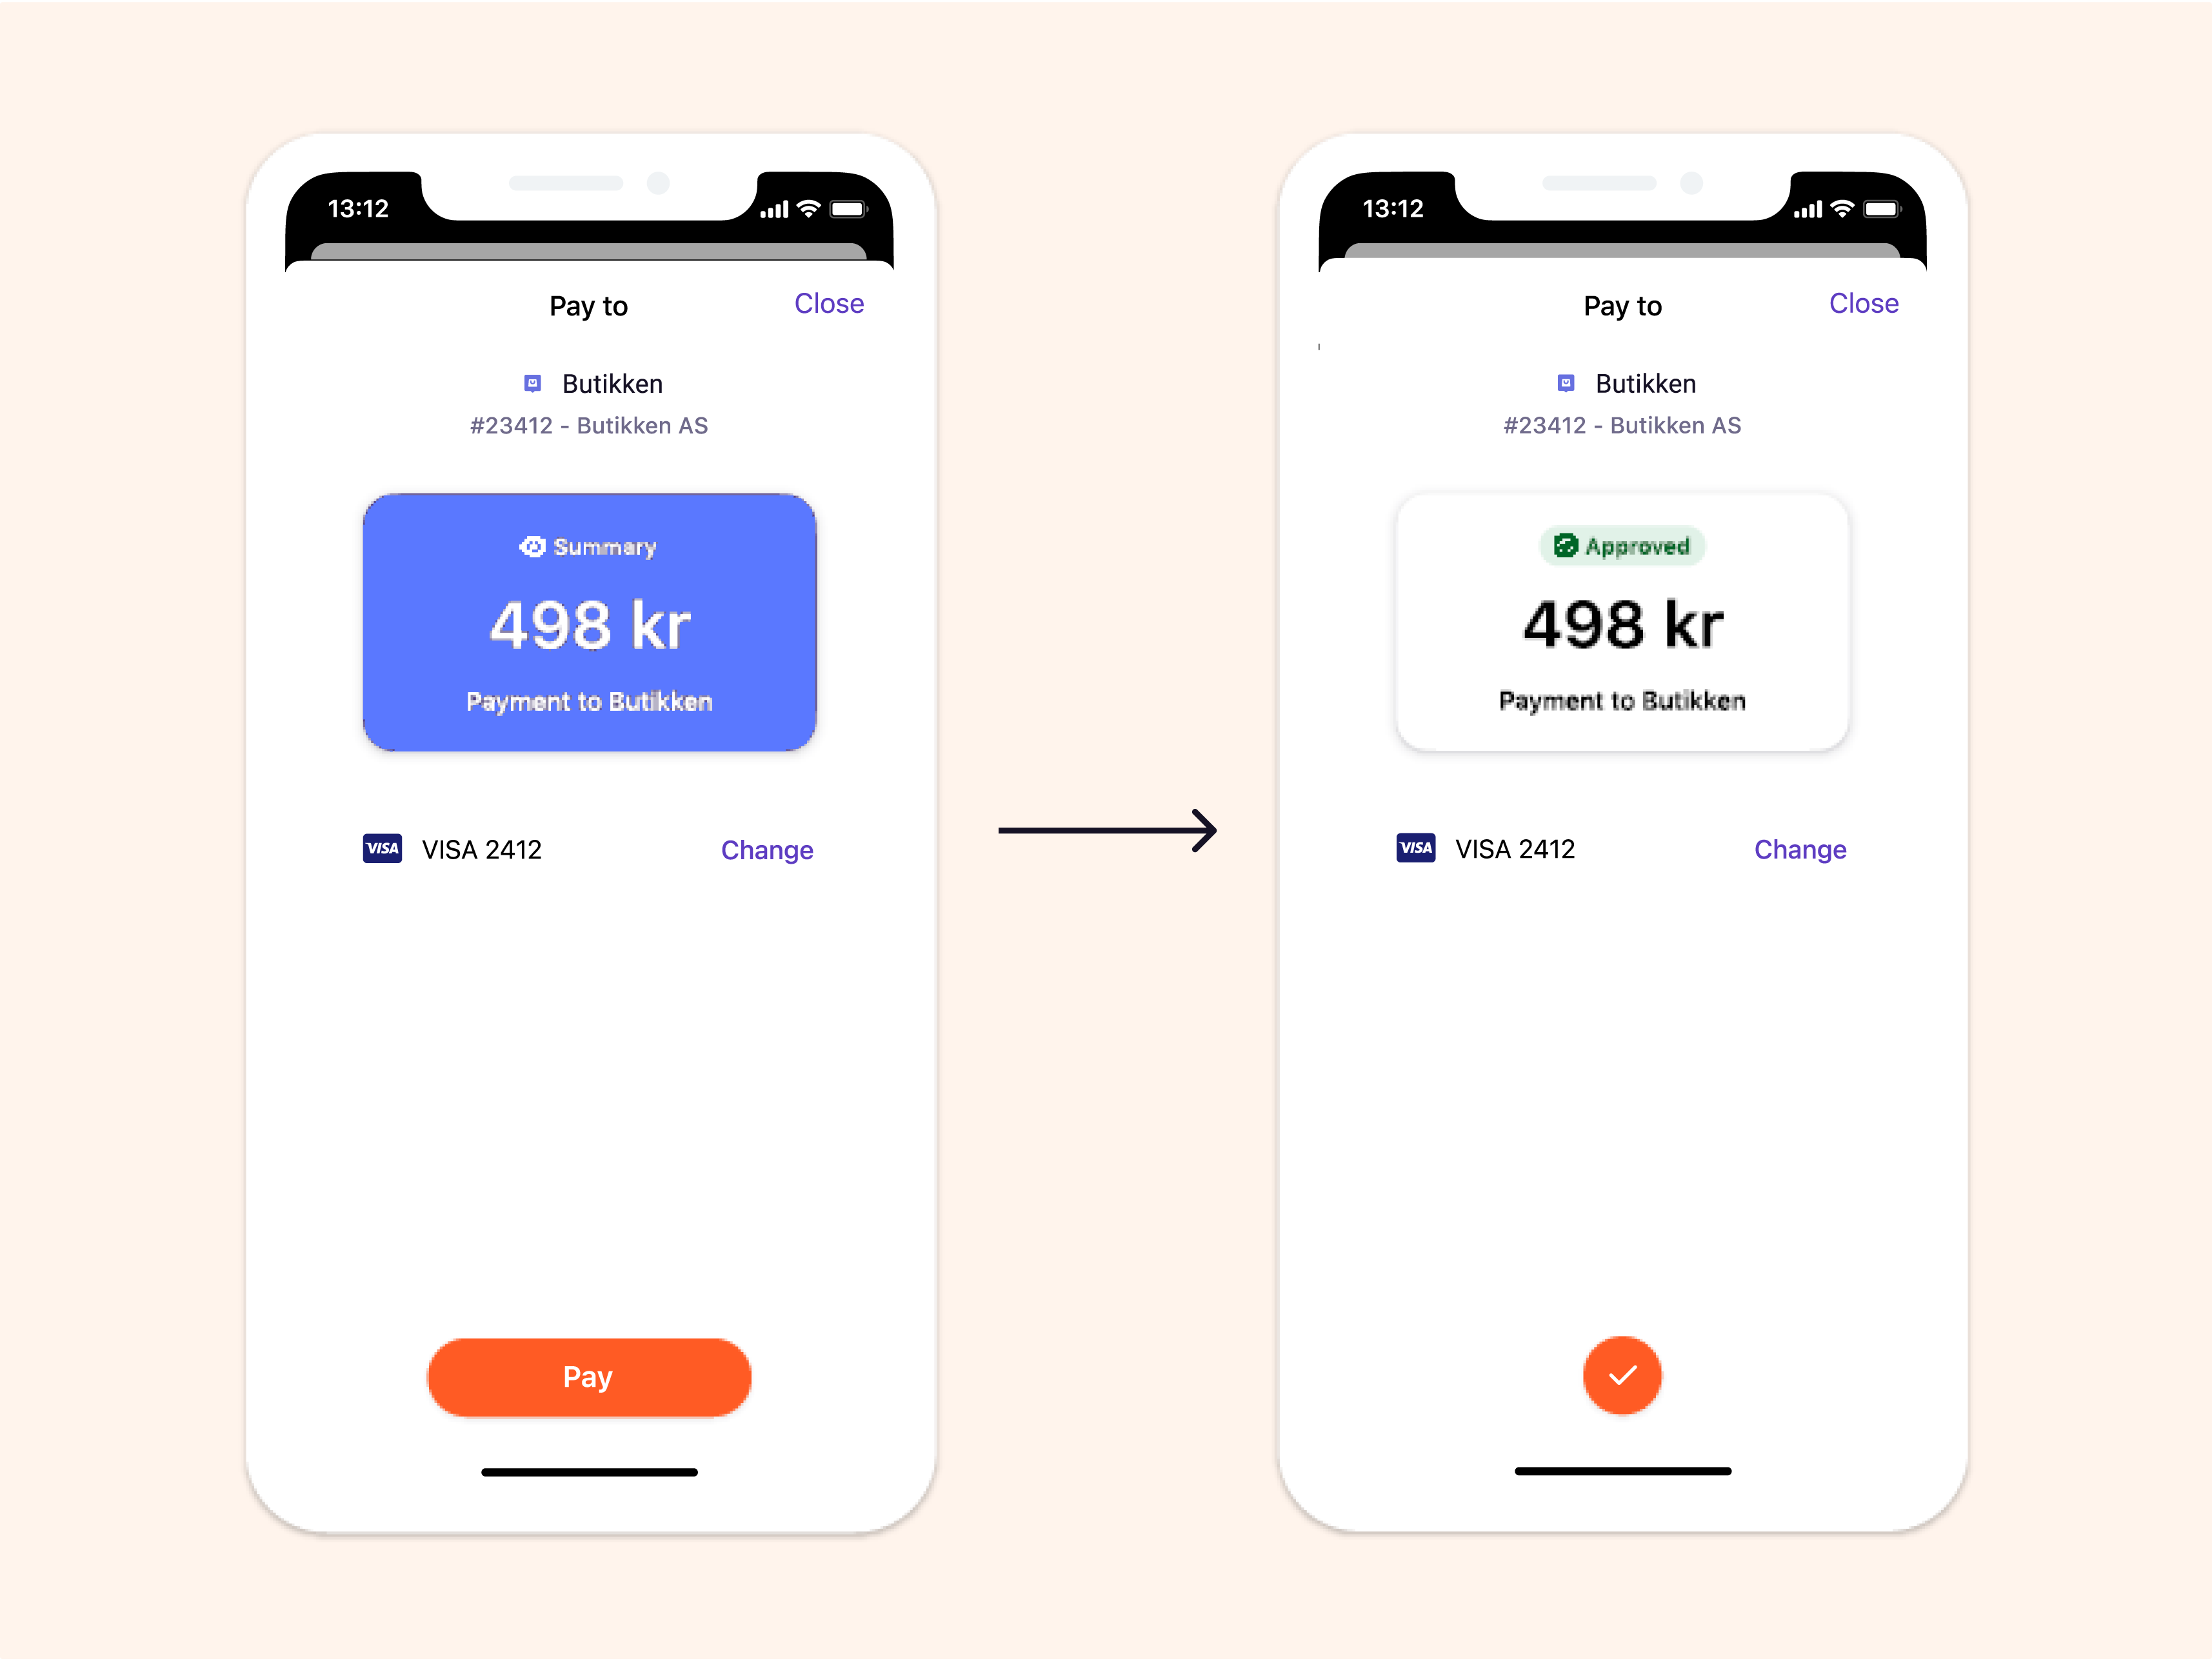 13:12
Pay to
Close
Butikken
#23412 - Butikken AS
Summary
498 kr
Payment to Butikken
VISA VISA 2412
Change
Pay
13:12
Pay to
Close
Butikken
#23412 - Butikken AS
Approved
498 kr
Payment to Butikken
VISA VISA 2412
Change